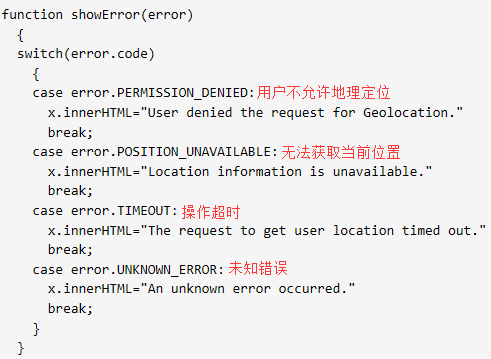 function showError(error)
{
switch(error.code)
{
case error.PERMISSION_DENIED:用户不允许地理定位
x.innerHTML="User denied the request for Geolocation."
break;
case error.POSITION_UNAVAILABLE:无法获取当前位置
x.innerHTML="Location information is unavailable."
break;
case error.TIMEOUT:操作超时
x.innerHTML="The request to get user location timed out."
break;
case error.UNKNOWN_ERROR:未知错误
x.innerHTML="An unknown error occurred."
break;
}
}